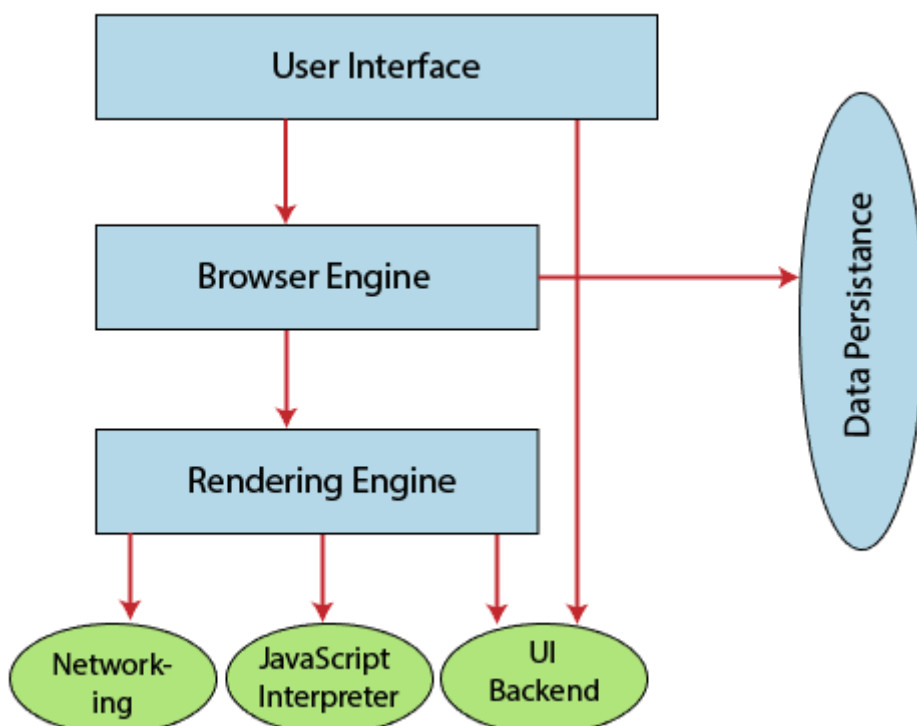 User Interface
Browser Engine
Data Persistance
Rendering Engine
Network-
ing
JavaScript
Interpreter
UI
Backend